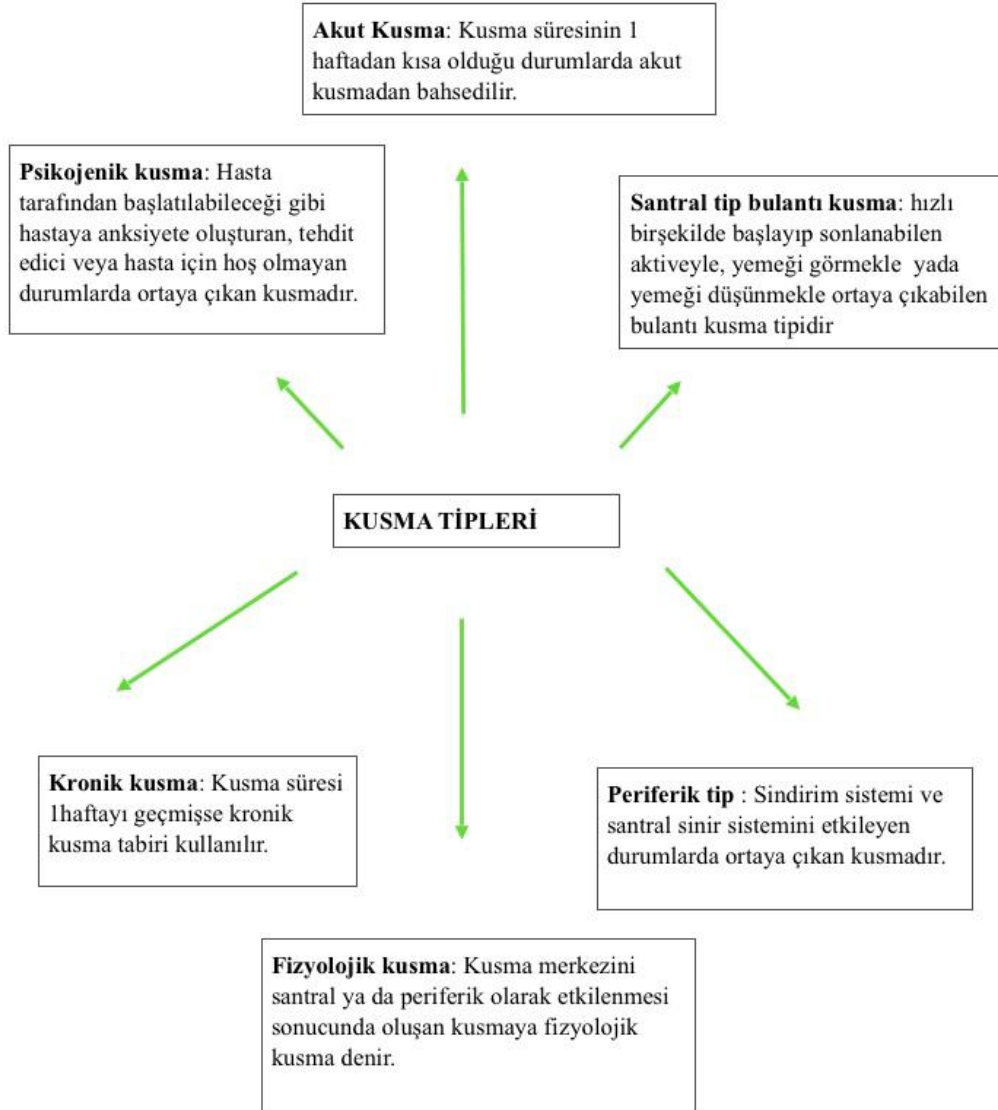 Akut Kusma: Kusma süresinin 1
haftadan kısa olduğu durumlarda akut
kusmadan bahsedilir.
Psikojenik kusma: Hasta
tarafından başlatılabileceği gibi
hastaya anksiyete oluşturan, tehdit
edici veya hasta için hoş olmayan
durumlarda ortaya çıkan kusmadır.
Santral tip bulantı kusma: hızlı
birşekilde başlayıp sonlanabilen
aktiveyle, yemeği görmekle yada
yemeği düşünmekle ortaya çıkabilen
bulantı kusma tipidir
KUSMA TİPLERİ
Kronik kusma: Kusma süresi
1haftayı geçmişse kronik
kusma tabiri kullanılır.
Periferik tip : Sindirim sistemi ve
santral sinir sistemini etkileyen
durumlarda ortaya çıkan kusmadır.
Fizyolojik kusma: Kusma merkezini
santral ya da periferik olarak etkilenmesi
sonucunda oluşan kusmaya fizyolojik
kusma denir.